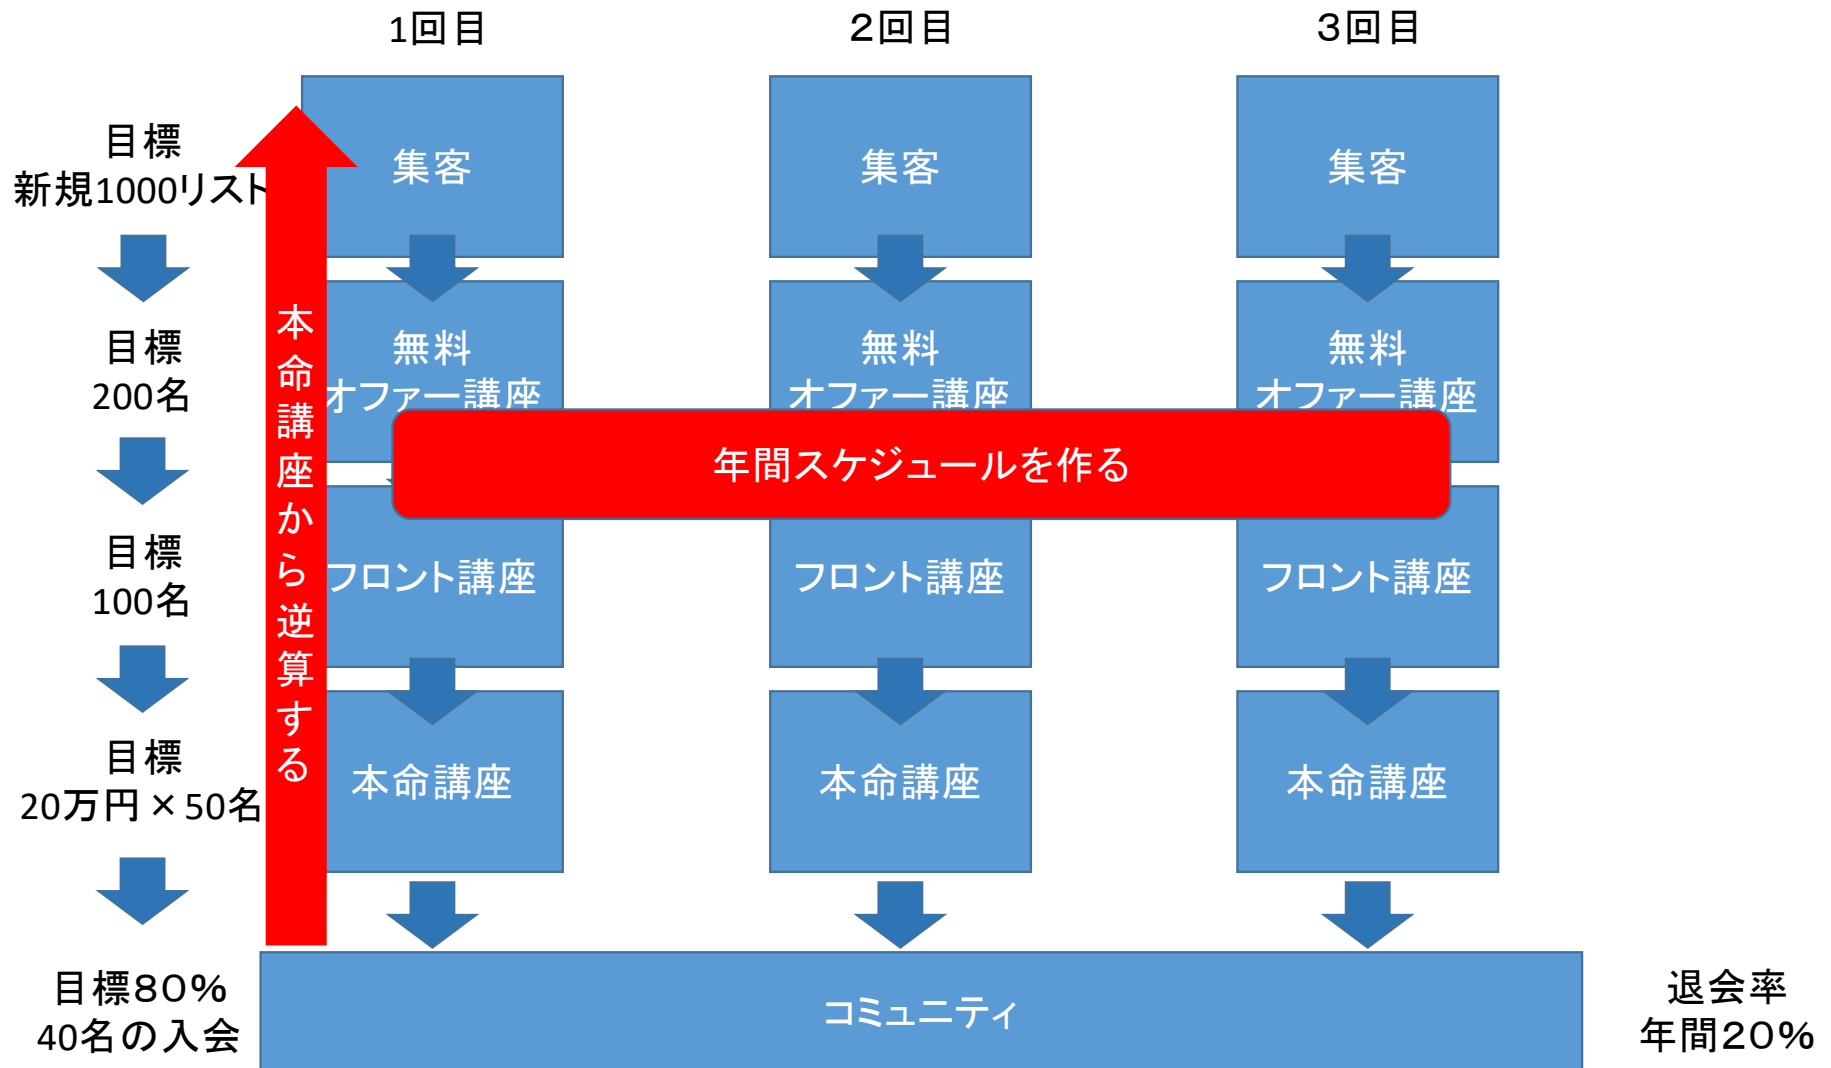 1回目
２回目
３回目
目標
新規1000リスト
集客
集客
集客
目標
200名
無料
オファー講座
無料
オファー講座
無料
オファー講座
年間スケジュールを作る
本命講座から逆算する
目標
100名
フロント講座
フロント講座
フロント講座
目標
20万円×50名
本命講座
本命講座
本命講座
目標８０％
40名の入会
コミュニティ
退会率
年間２０％